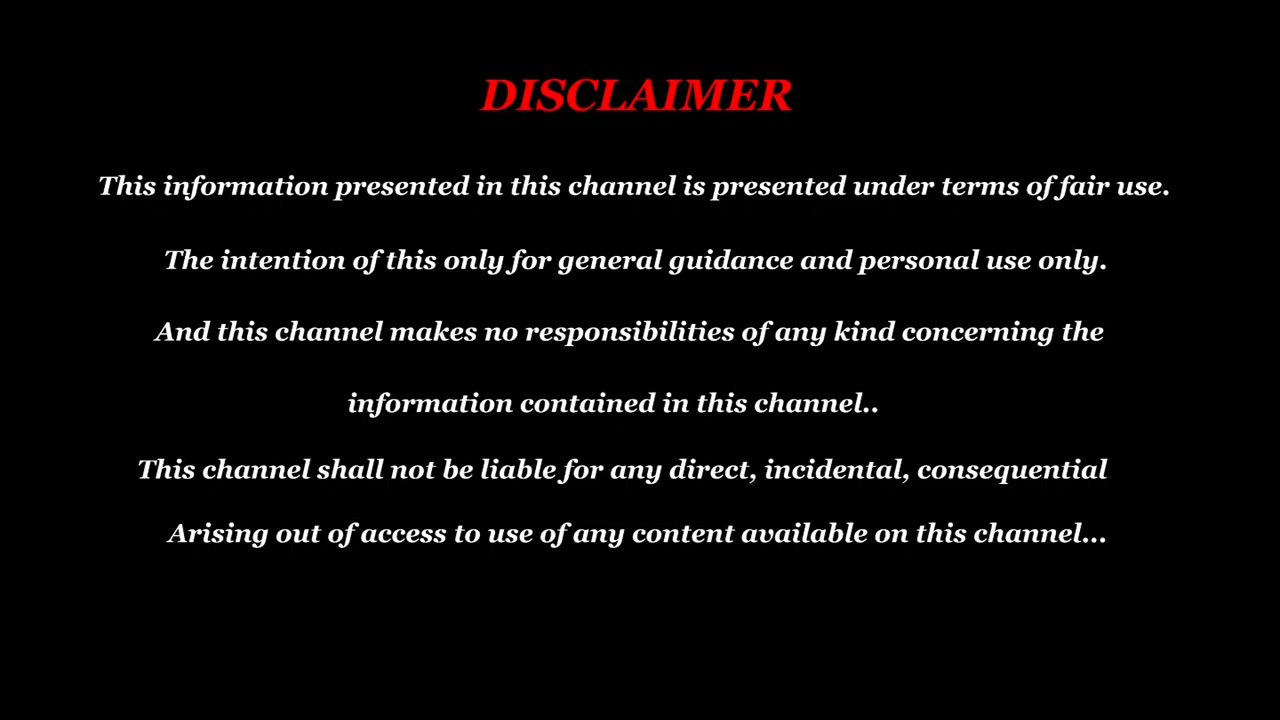 DISCLAIMER
This information presented in this channel is presented under terms of fair use.
The intention of this only for general guidance and personal use only.
And this channel makes no responsibilities of any kind concerning the
information contained in this channel..
This channel shall not be liable for any direct, incidental, consequential
Arising out of access to use of any content available on this channel...